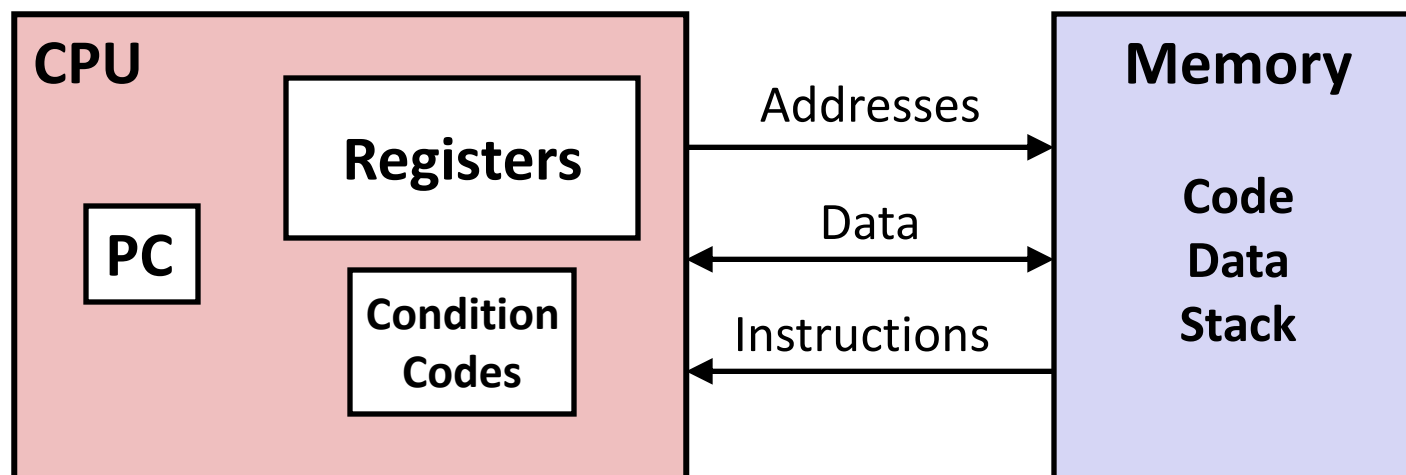 CPU
Registers
PC
Condition
Codes
Addresses
Data
Instructions
Memory
Code
Data
Stack